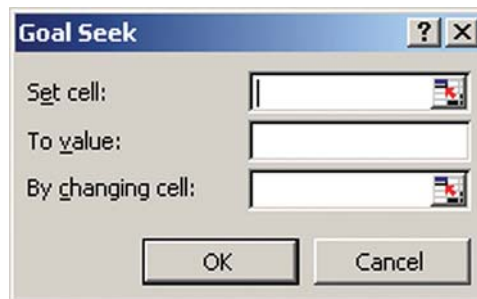 Goal Seek
Set cell:
To value:
By changing cell:
OK Cancel